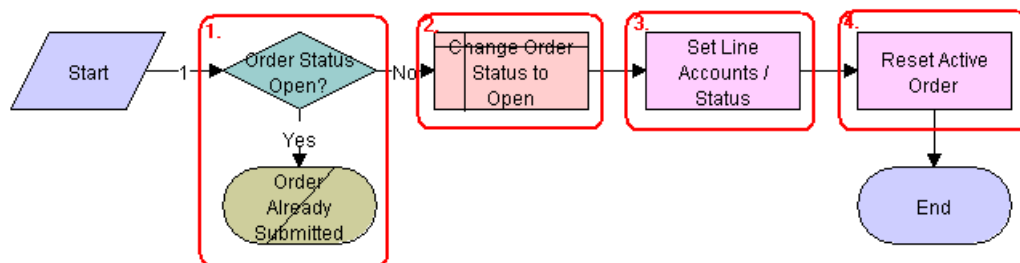 1.
2.
3.
4.
Start
1
Order Status
Open?
No
Change Order
Status to
Open
Set Line
Accounts /
Status
Reset Active
Order
Yes
Order
Already
Submitted
End